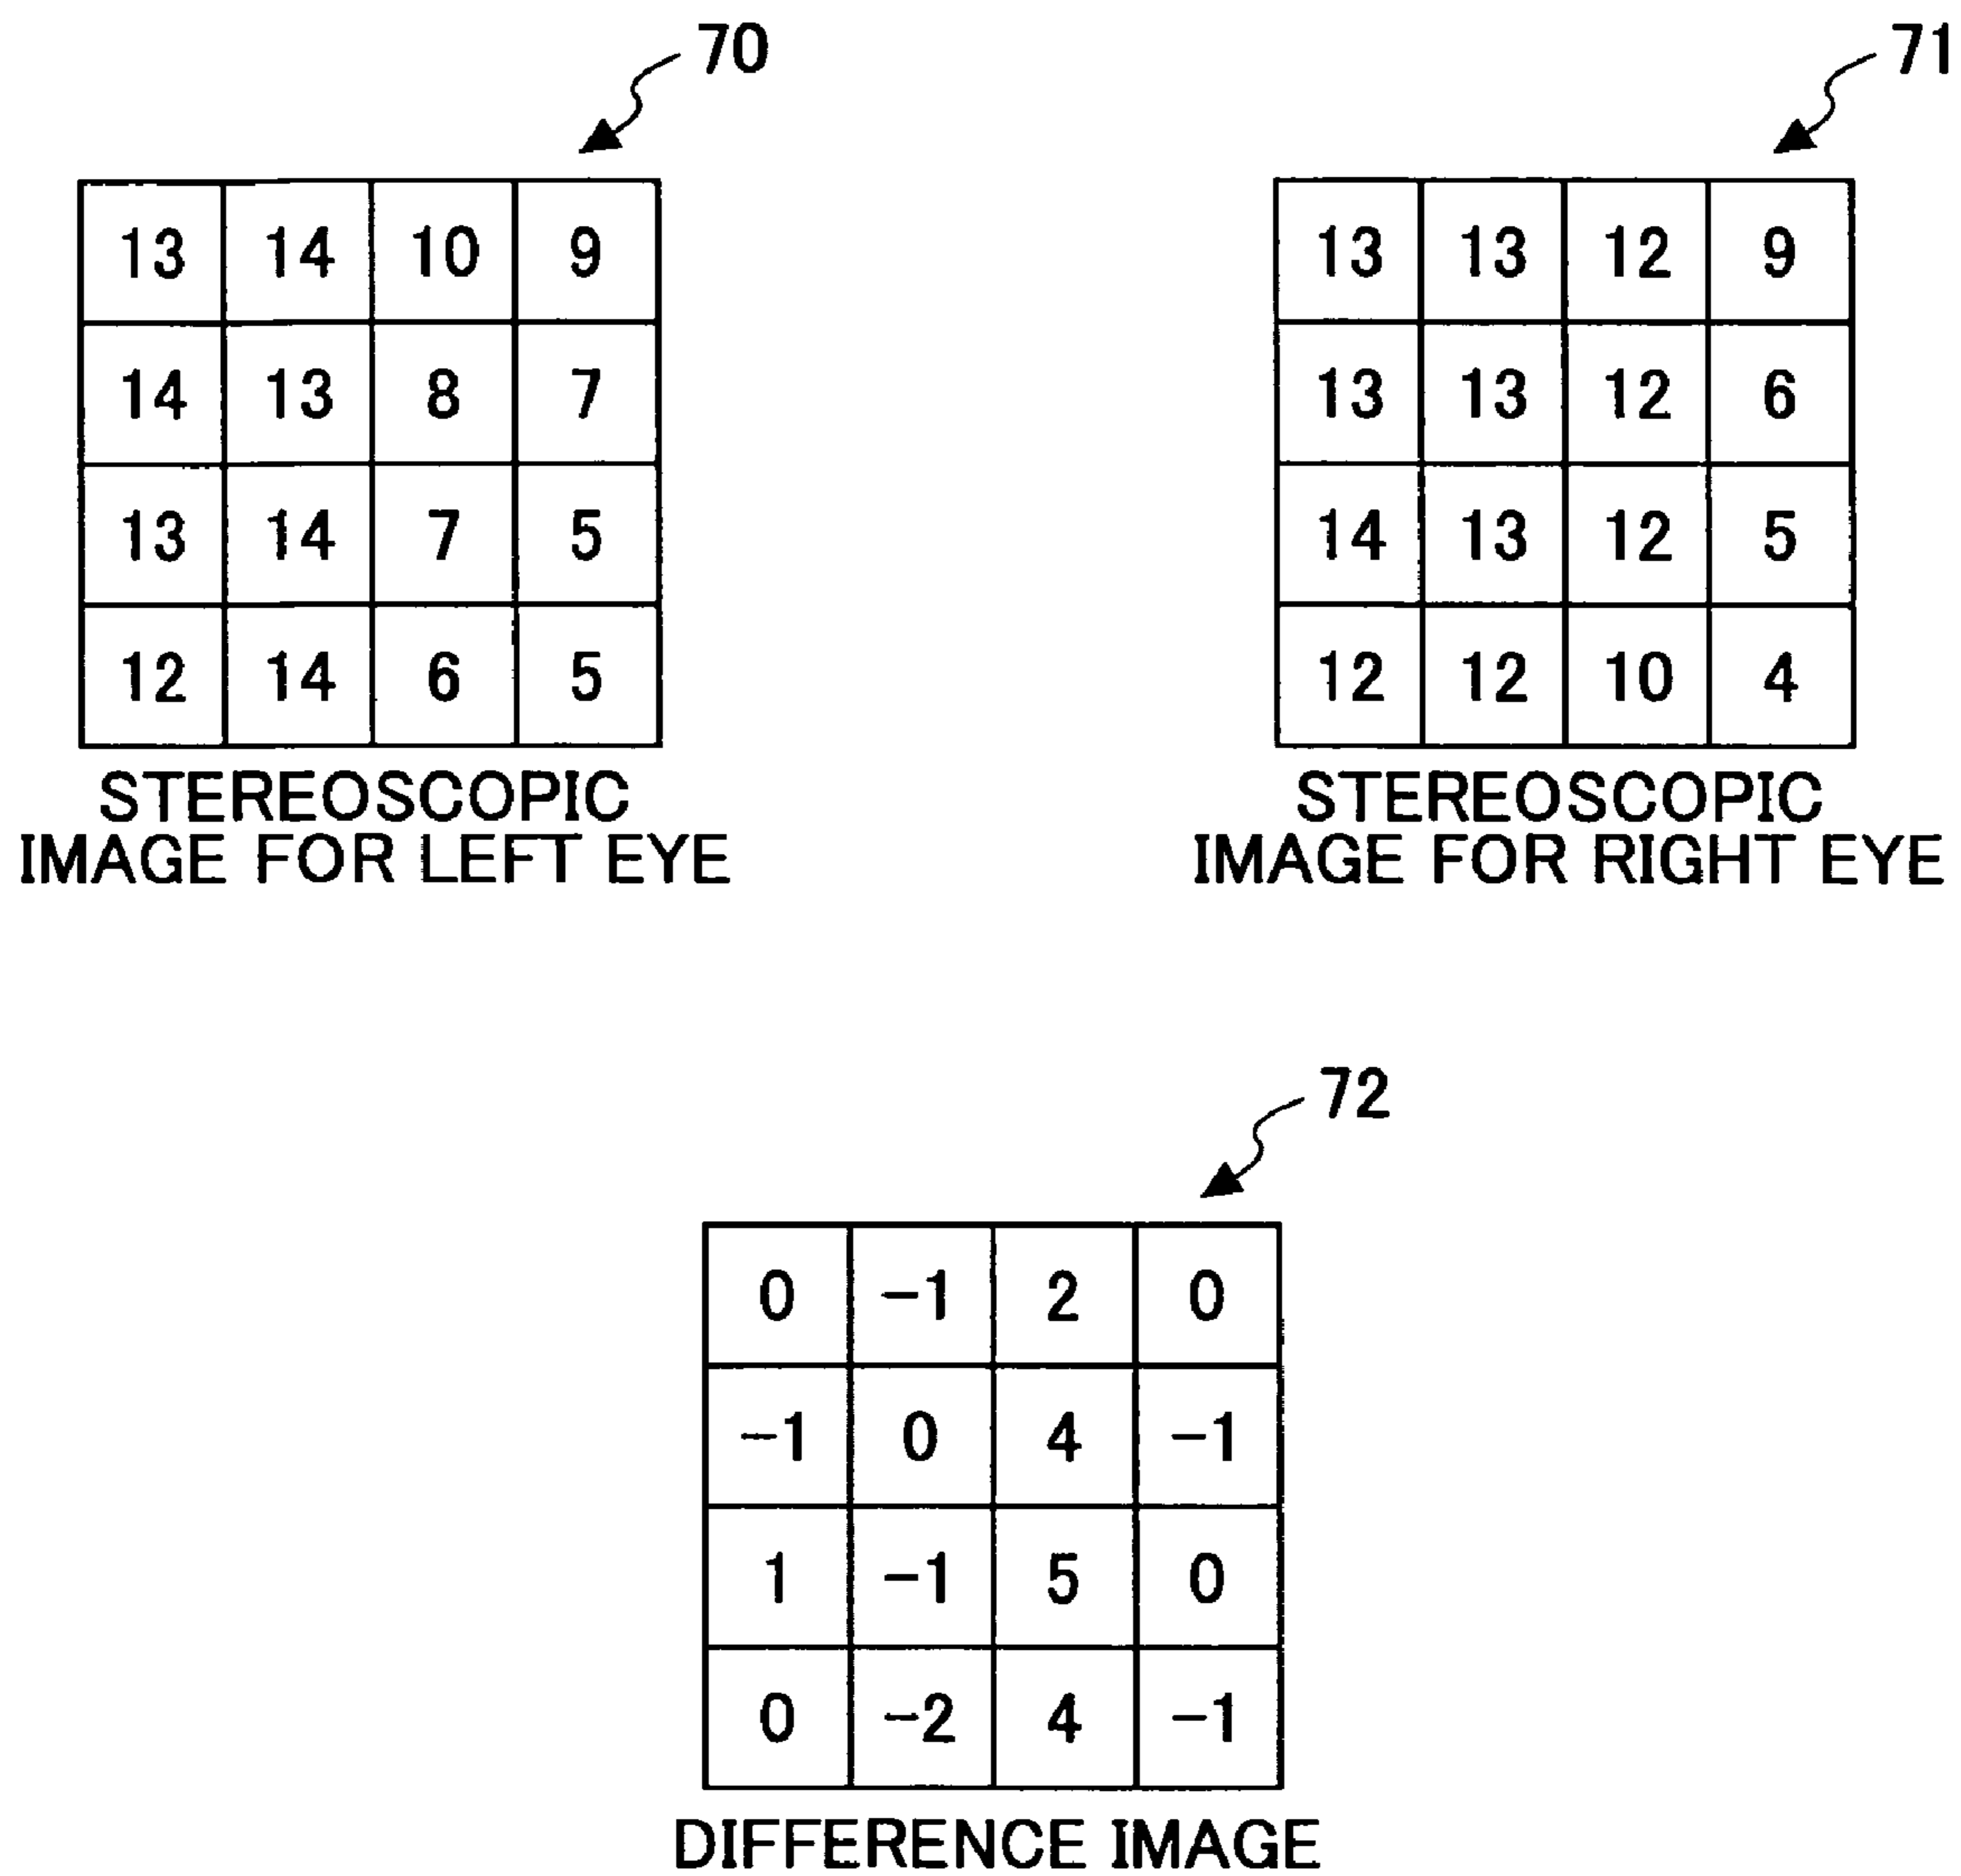 70
71
13 14 10 9
14 13 8 7
13 14 7 5
12 14 6 5
STEREOSCOPIC
IMAGE FOR LEFT EYE
13 13 12 9
13 13 12 6
14 13 12 5
12 12 10 4
STEREOSCOPIC
IMAGE FOR RIGHT EYE
72
0 -1 2 0
-1 0 4 -1
1 -1 5 0
0 -2 4 -1
DIFFERENCE IMAGE